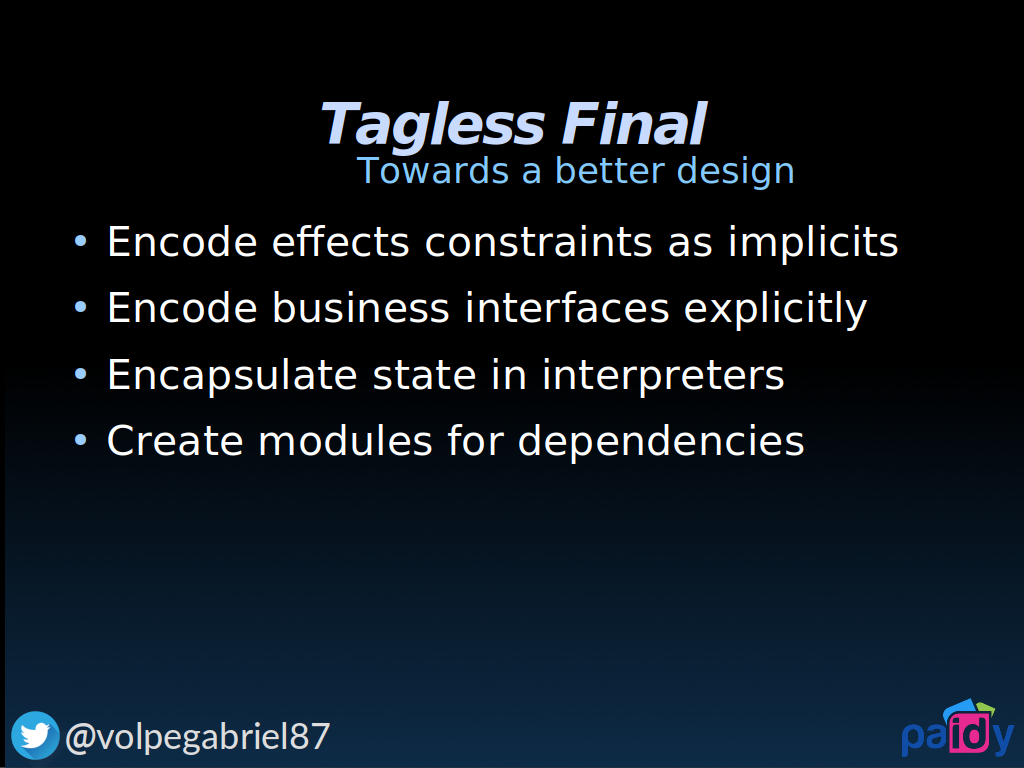 Tagless Final
Towards a better design
• Encode effects constraints as implicits
• Encode business interfaces explicitly
• Encapsulate state in interpreters
• Create modules for dependencies
@volpegabriel87
paidy